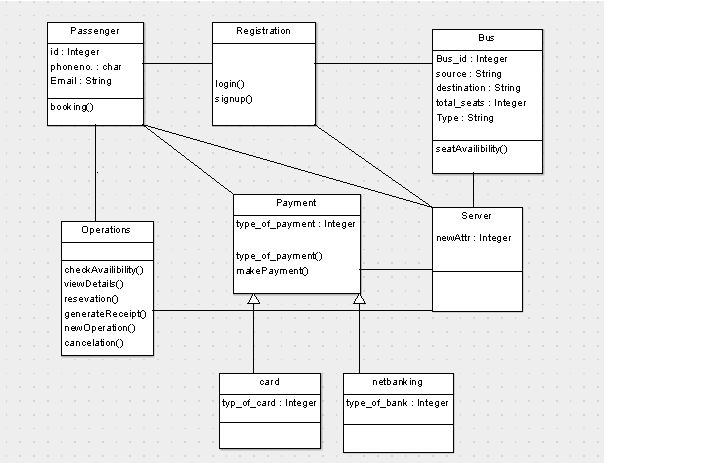 Passenger
id : Integer
phoneno. : char
Email : String
booking()
Registration
login()
signup()
Bus
Bus_id : Integer
source : String
destination : String
total_seats : Integer
Type : String
seatAvailibility()
Operations
checkAvailibility()
viewDetails()
resevation()
generateReceipt()
newOperation()
cancelation()
Payment
type_of_payment : Integer
type_of_payment()
makePayment()
Server
newAttr : Integer
card
typ_of_card : Integer
netbanking
type_of_bank : Integer